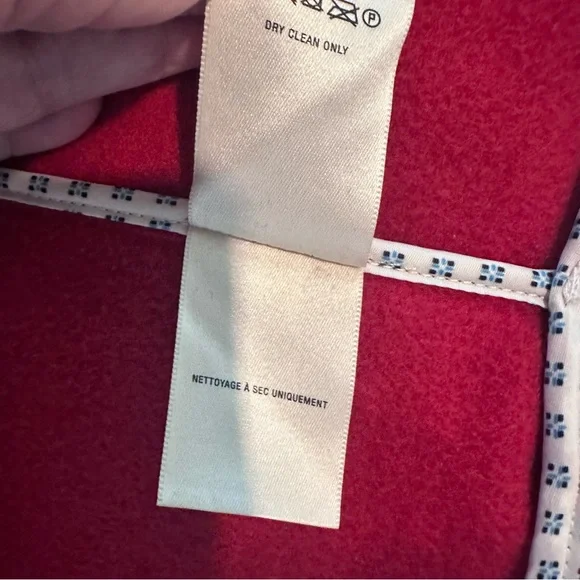 P
DRY CLEAN ONLY
NETTOYAGE À SEC UNIQUEMENT